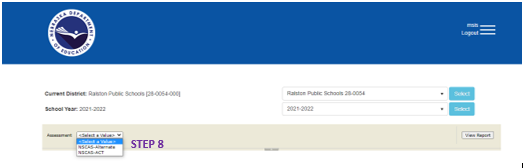 NEBRASKA DEPARTMENT
OF EDUCATION
msis
Logout
Current District: Ralston Public Schools [28-0054-000]
Ralston Public Schools 28-0054
Select
School Year: 2021-2022
2021-2022
Select
Assessment
<Select a Value>
View Report
<Select a Value>
NSCAS-Alternate
NSCAS-ACT
STEP 8